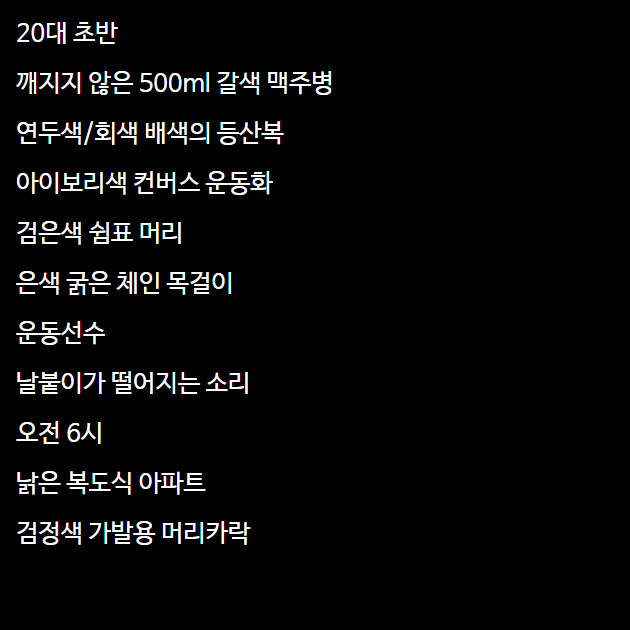 20대 초반
깨지지 않은 500ml 갈색 맥주병
연두색/회색 배색의 등산복
아이보리색 컨버스 운동화
검은색 쉼표 머리
은색 굵은 체인 목걸이
운동선수
날붙이가 떨어지는 소리
오전 6시
낡은 복도식 아파트
검정색 가발용 머리카락